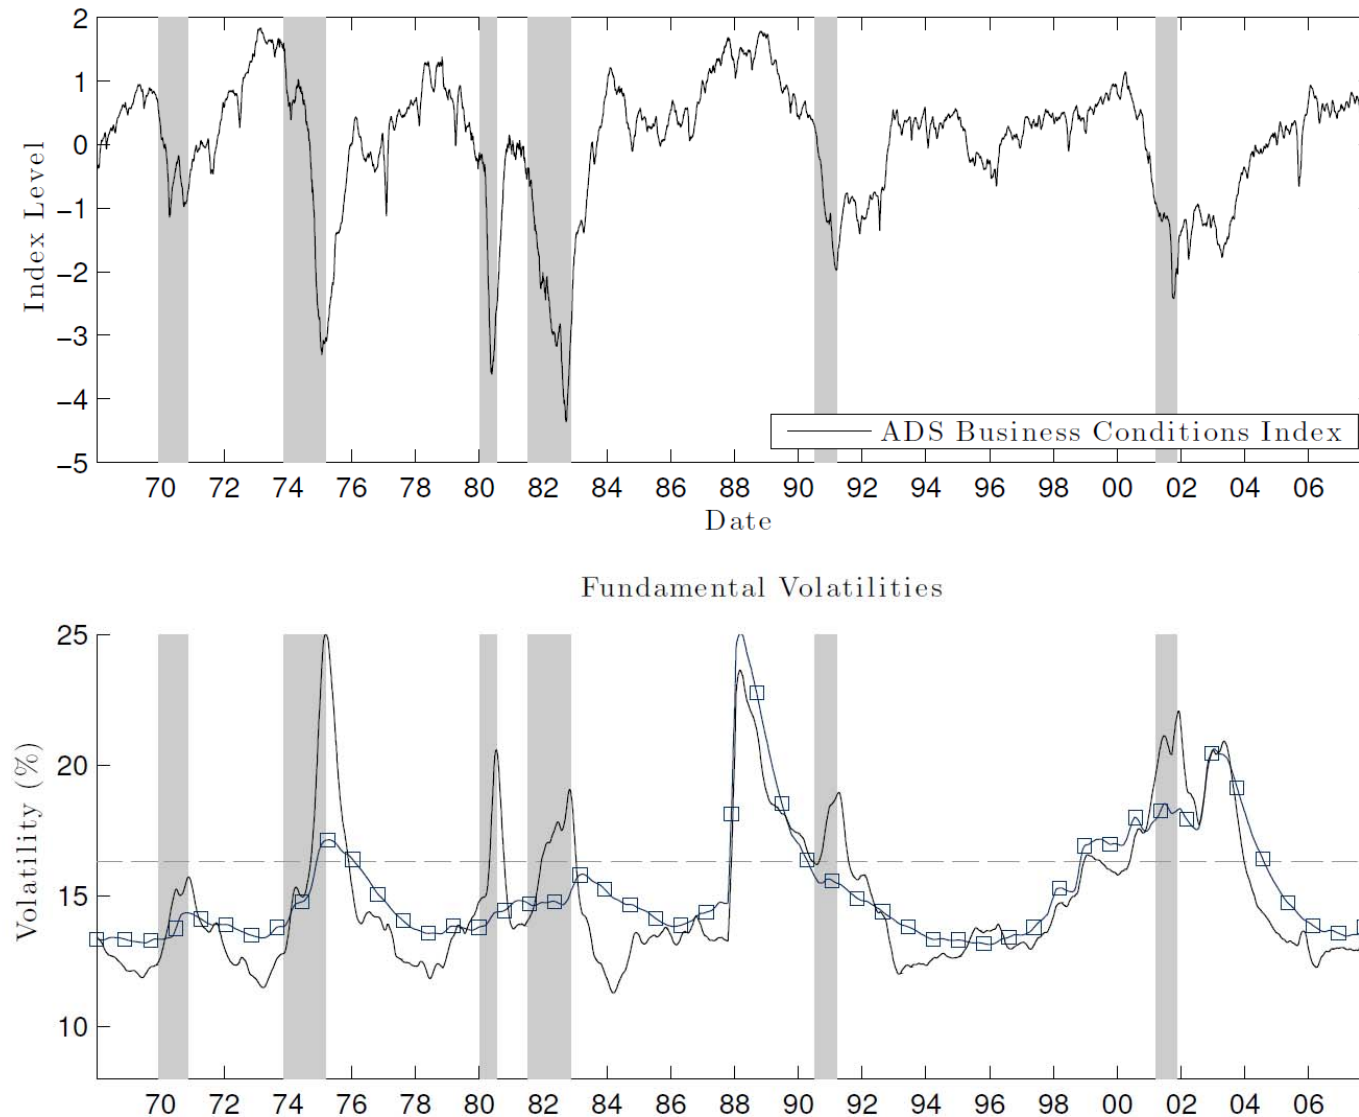 2
1
0
−1
−2
−3
−4
−5
Index Level
ADS Business Conditions Index
70 72 74 76 78 80 82 84 86 88 90 92 94 96 98 00 02 04 06
Date
Fundamental Volatilities
25
20
15
10
Volatility (%)
70 72 74 76 78 80 82 84 86 88 90 92 94 96 98 00 02 04 06